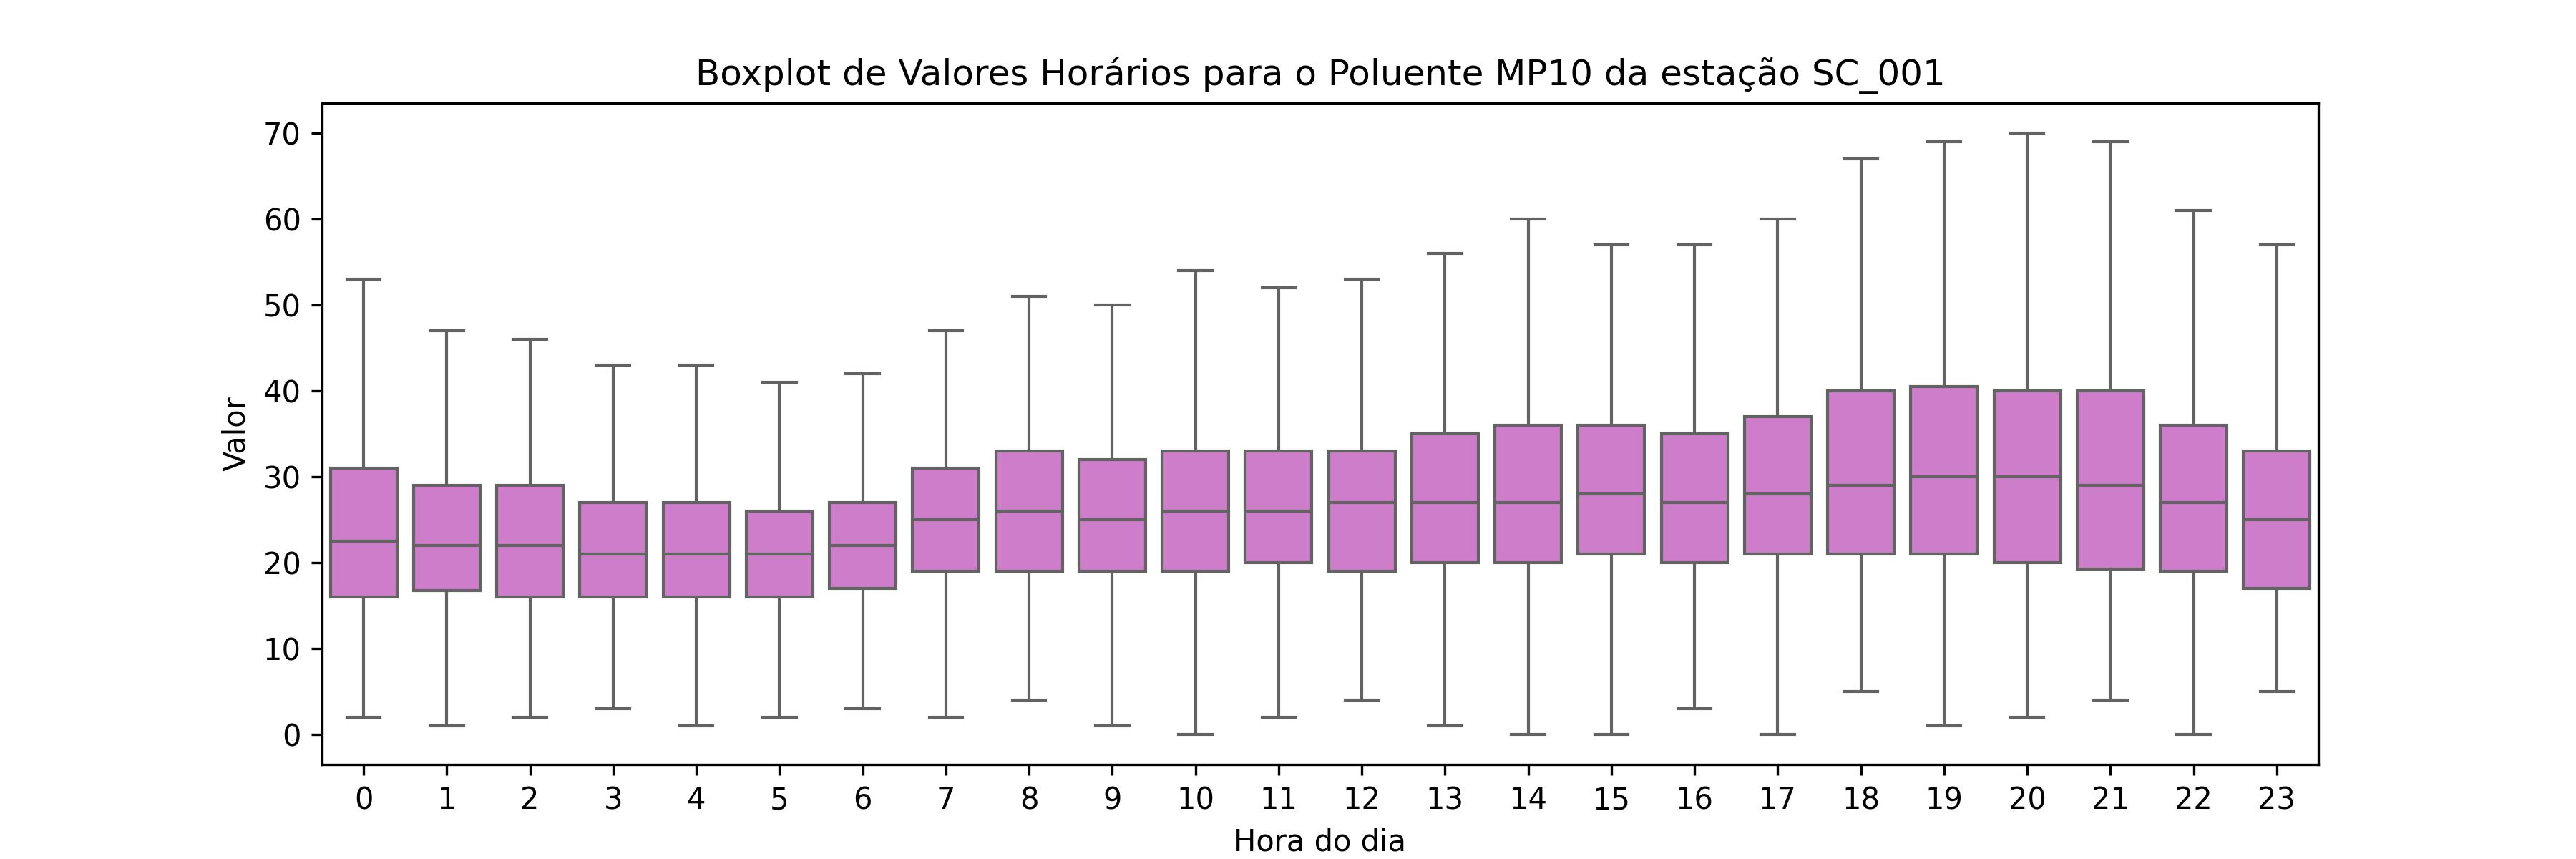 Boxplot de Valores Horários para o Poluente MP10 da estação SC_001
70
60
50
40
30
20
10
0
Valor
0 1 2 3 4 5 6 7 8 9 10 11 12 13 14 15 16 17 18 19 20 21 22 23
Hora do dia